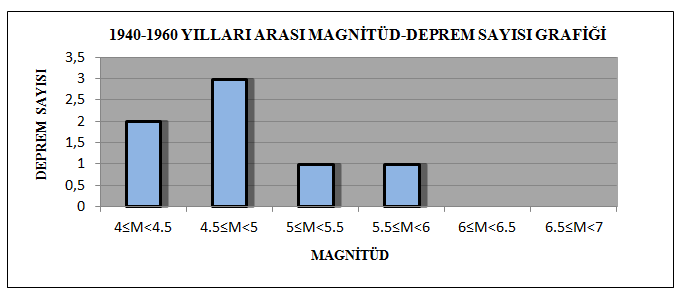 1940-1960 YILLARI ARASI MAGNİTÜD-DEPREM SAYISI GRAFİĞİ
DEPREM SAYISI
3,5
3
2,5
2
1,5
1
0,5
0
4≤M<4.5 4.5≤M<5 5≤M<5.5 5.5≤M<6 6≤M<6.5 6.5≤M<7
MAGNİTÜD